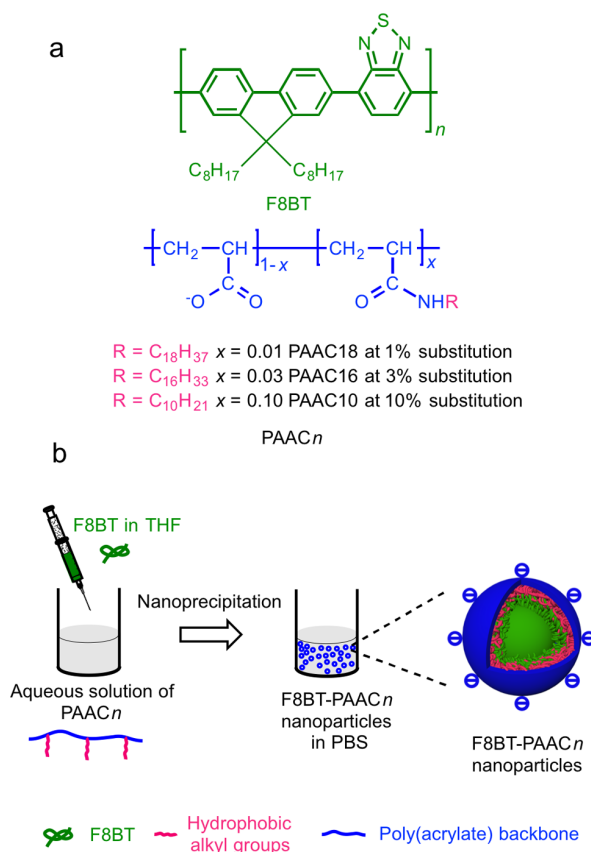 a
S
N N
n
C₈H₁₇ C₈H₁₇
F8BT
CH₂ CH 1-x CH₂ CH x
C C
⁻O O O NHR
R = C₁₈H₃₇ x = 0.01 PAAC18 at 1% substitution
R = C₁₆H₃₃ x = 0.03 PAAC16 at 3% substitution
R = C₁₀H₂₁ x = 0.10 PAAC10 at 10% substitution
PAACn
b
F8BT in THF
Nanoprecipitation
Aqueous solution of
PAACn
F8BT-PAACn
nanoparticles
in PBS
F8BT-PAACn
nanoparticles
F8BT
Hydrophobic
alkyl groups
Poly(acrylate) backbone